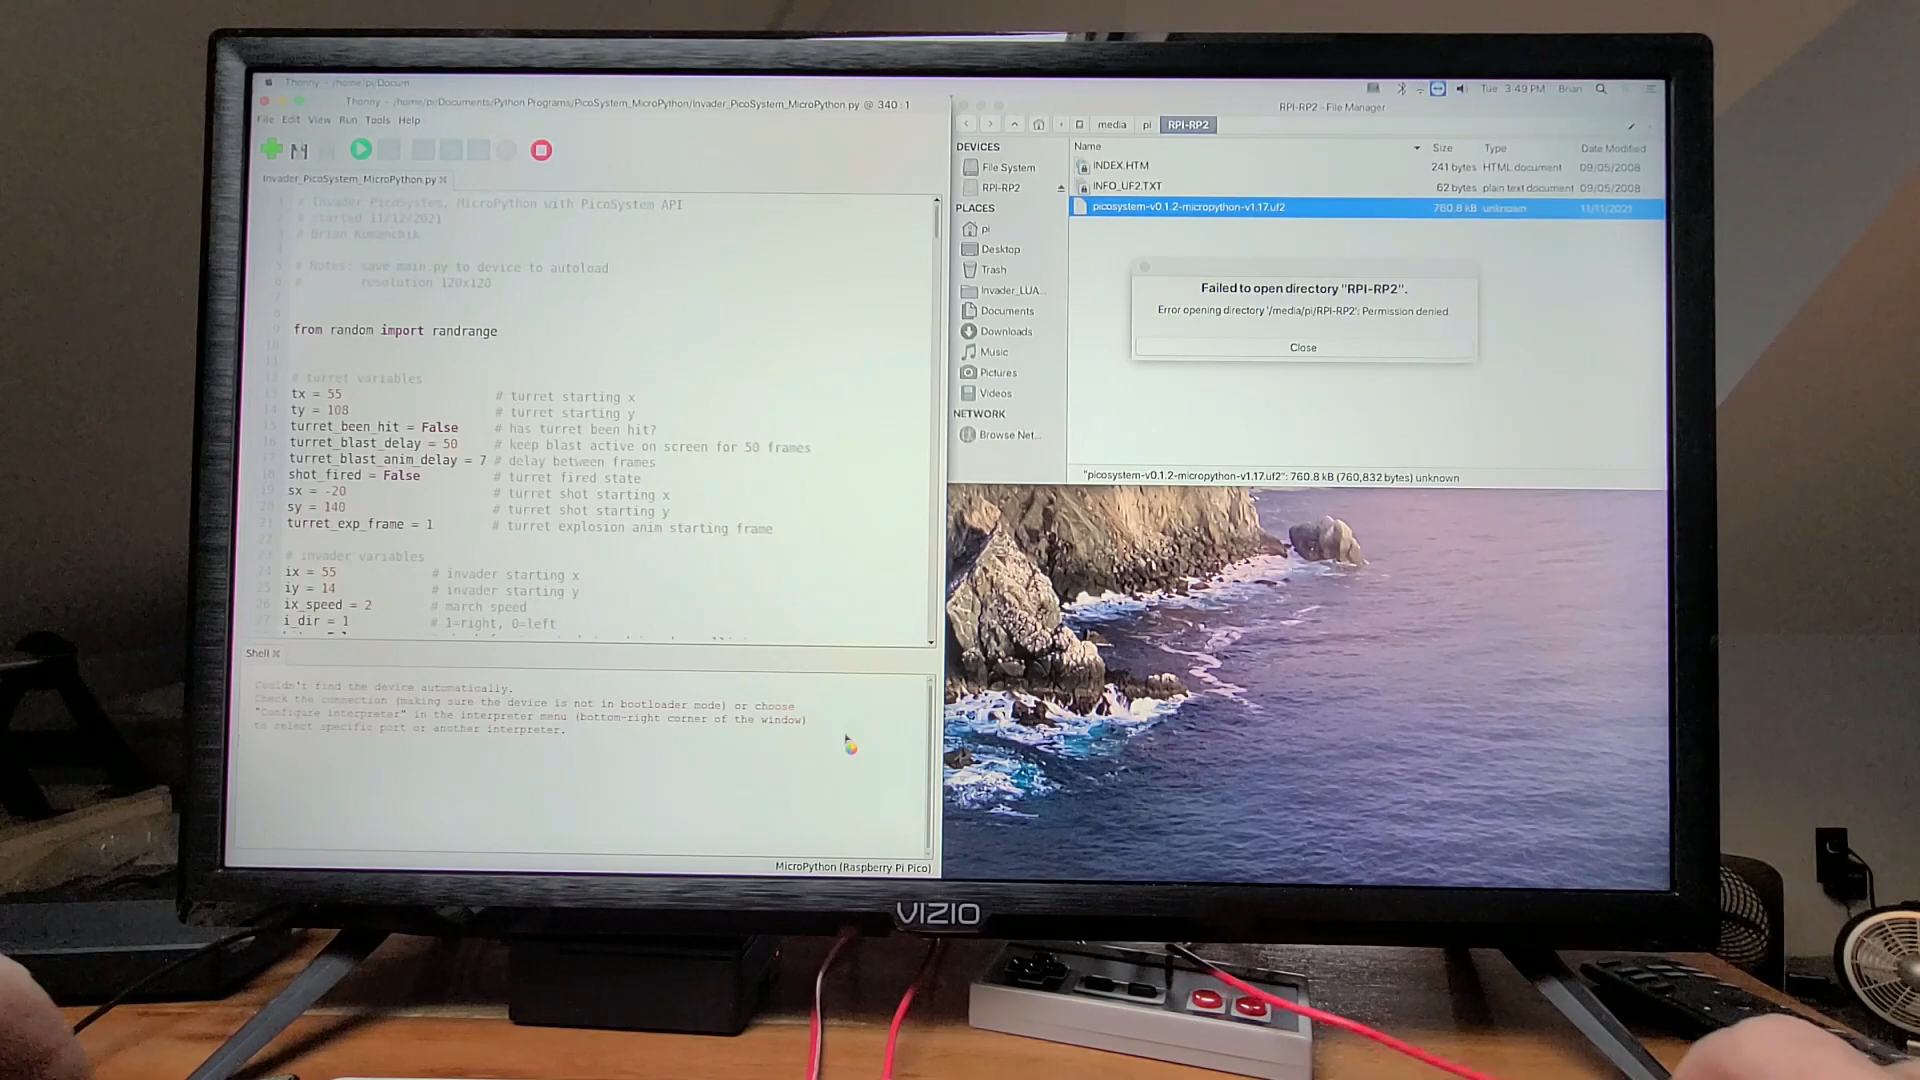 Thonny - /home/pi/Docum
Thonny - /home/pi/Documents/Python Programs/PicoSystem_MicroPython/Invader_PicoSystem_MicroPython.py @ 340 : 1
File Edit View Run Tools Help
Invader_PicoSystem_MicroPython.py
# Invader PicoSystem, MicroPython with PicoSystem API
# started 11/12/2021
# Brian Komanchik
# Notes: save main.py to device to autoload
# resolution 120x120
from random import randrange
# turret variables
tx = 55 # turret starting x
ty = 108 # turret starting y
turret_been_hit = False # has turret been hit?
turret_blast_delay = 50 # keep blast active on screen for 50 frames
turret_blast_anim_delay = 7 # delay between frames
shot_fired = False # turret fired state
sx = -20 # turret shot starting x
sy = 140 # turret shot starting y
turret_exp_frame = 1 # turret explosion anim starting frame
# invader variables
ix = 55 # invader starting x
iy = 14 # invader starting y
ix_speed = 2 # march speed
i_dir = 1 # 1=right, 0=left
Shell
Couldn't find the device automatically.
Check the connection (making sure the device is not in bootloader mode) or choose
"Configure interpreter" in the interpreter menu (bottom-right corner of the window)
to select specific port or another interpreter.
MicroPython (Raspberry Pi Pico)
Tue 3:49 PM Brian
RPI-RP2 - File Manager
media pi RPI-RP2
DEVICES
File System
RPI-RP2
PLACES
pi
Desktop
Trash
Invader_LUA...
Documents
Downloads
Music
Pictures
Videos
NETWORK
Browse Net...
Name Size Type Date Modified
INDEX.HTM 241 bytes HTML document 09/05/2008
INFO_UF2.TXT 62 bytes plain text document 09/05/2008
picosystem-v0.1.2-micropython-v1.17.uf2 760.8 kB unknown 11/11/2021
Failed to open directory "RPI-RP2".
Error opening directory '/media/pi/RPI-RP2': Permission denied
Close
"picosystem-v0.1.2-micropython-v1.17.uf2": 760.8 kB (760,832 bytes) unknown
VIZIO